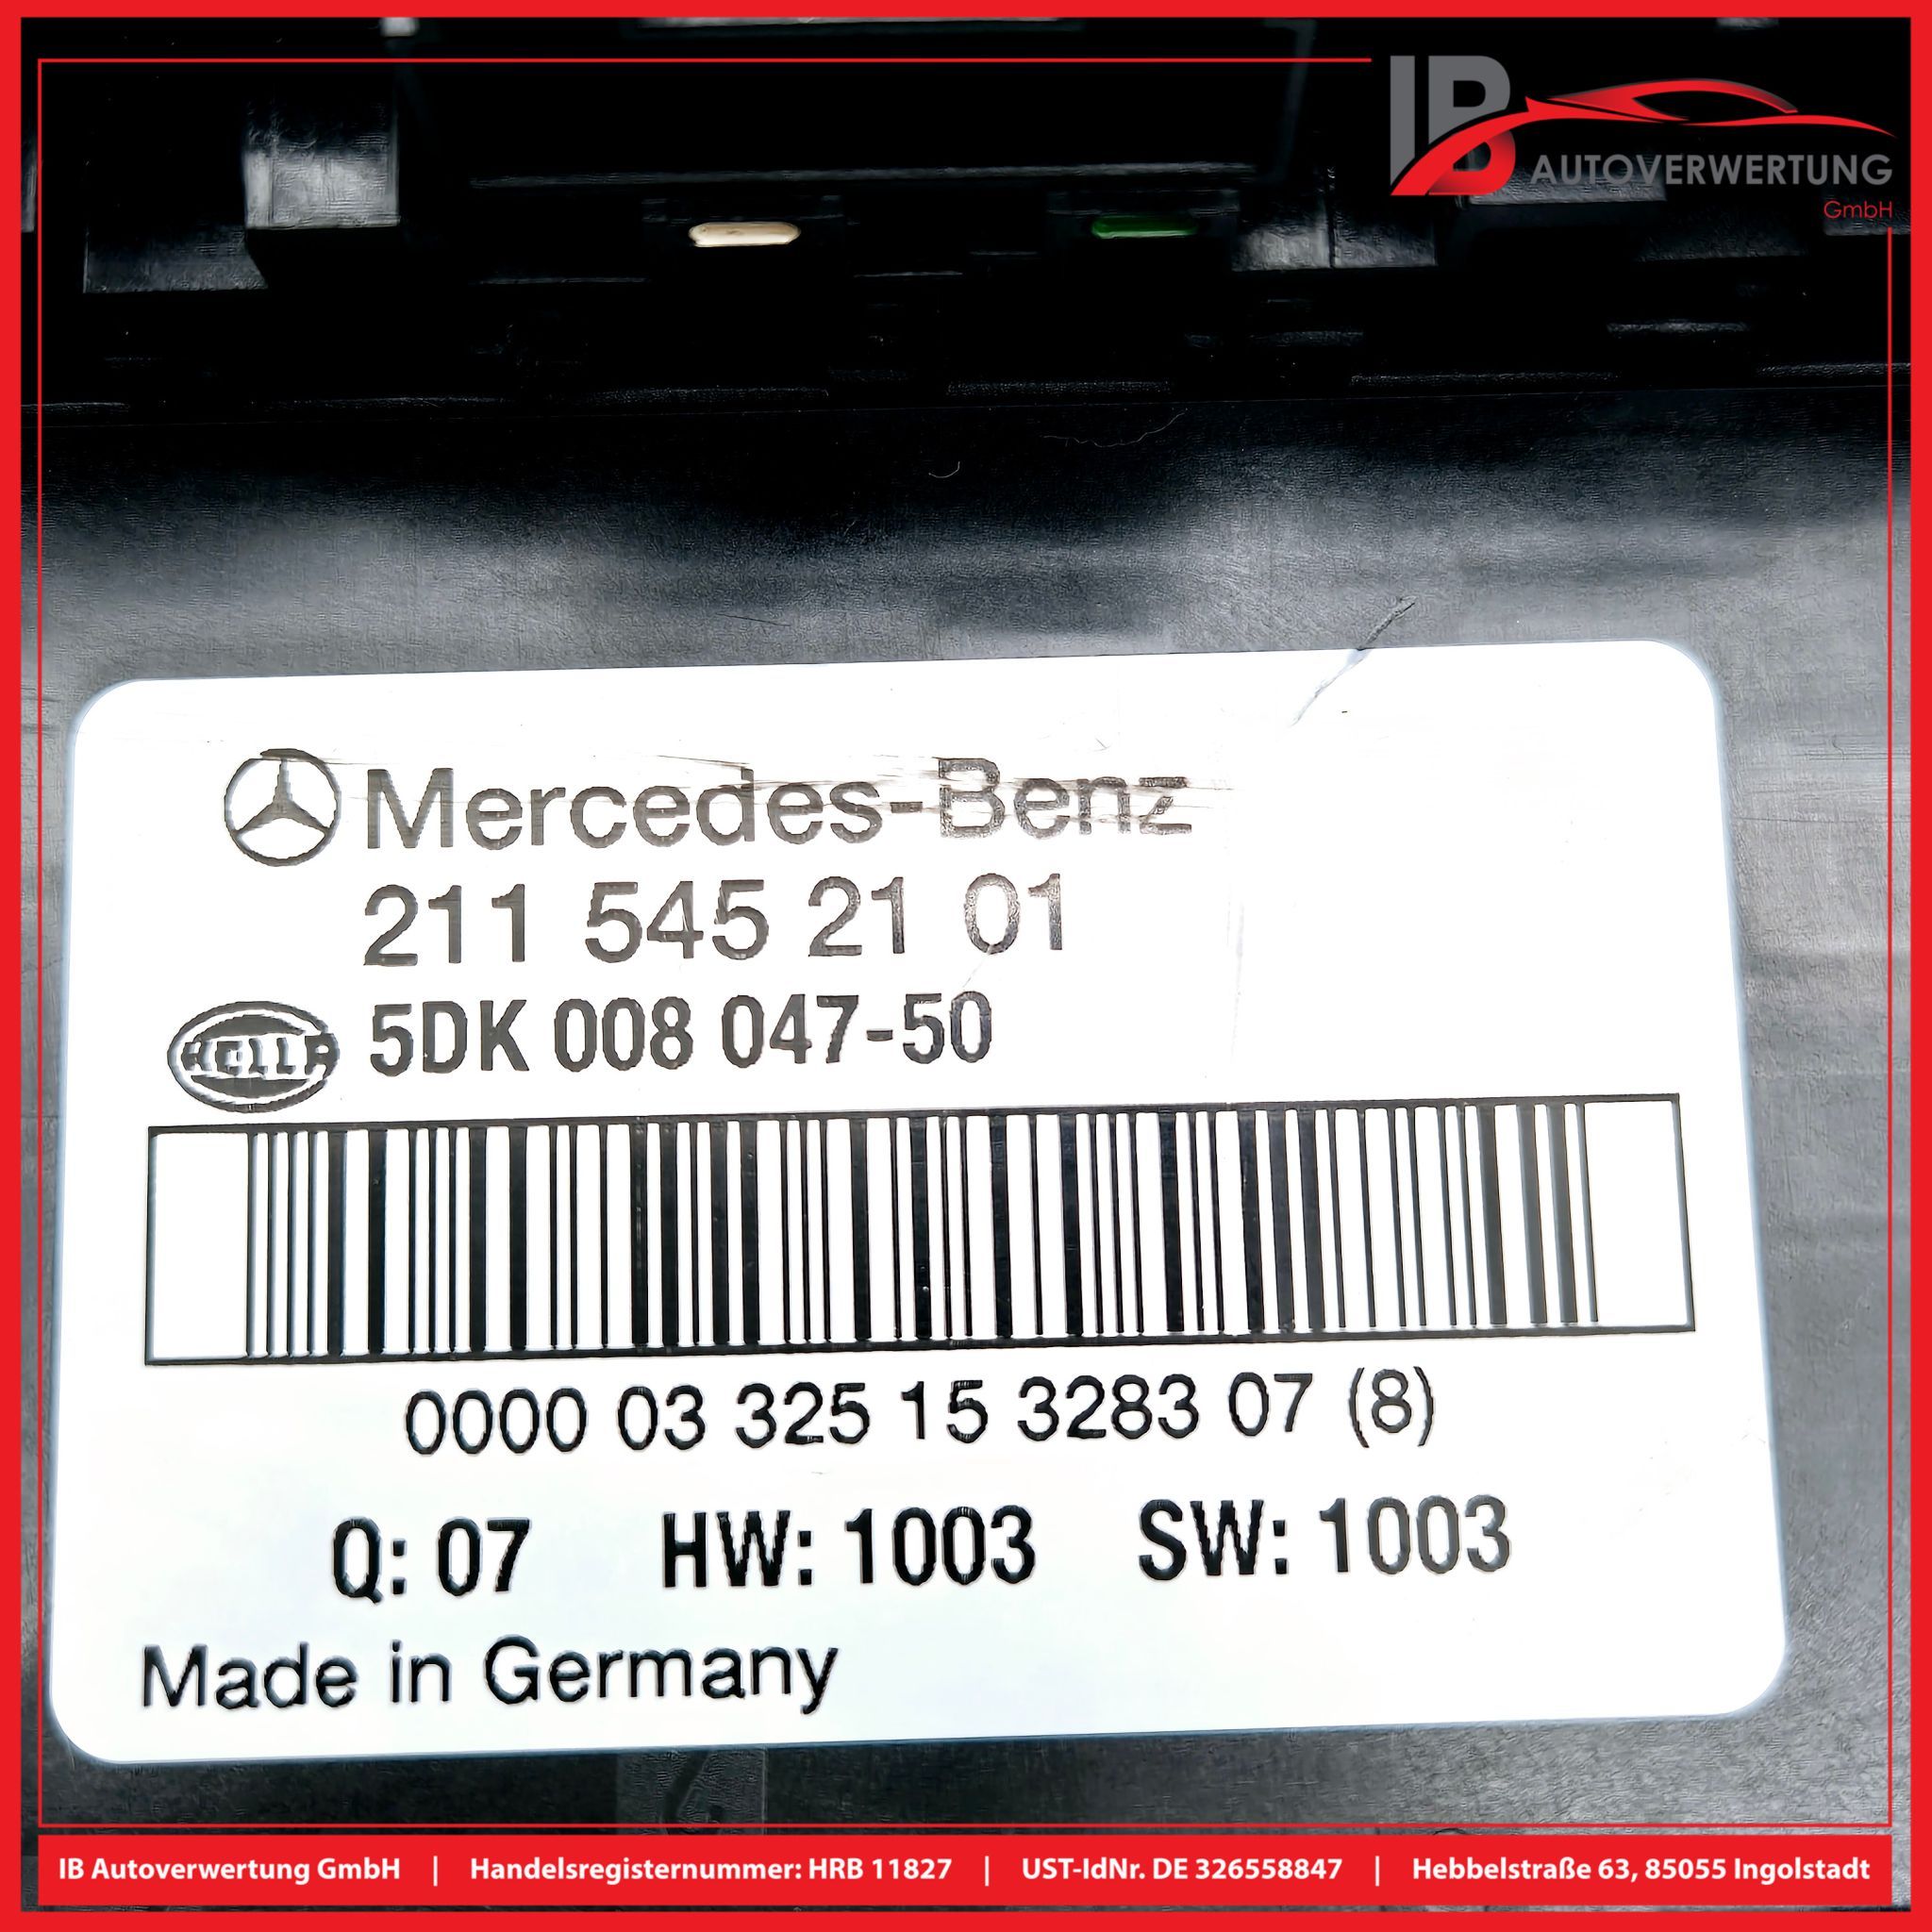 IB
AUTOVERWERTUNG
GmbH
Mercedes-Benz
211 545 21 01
HELLA 5DK 008 047-50
0000 03 325 15 3283 07 (8)
Q: 07 HW: 1003 SW: 1003
Made in Germany
IB Autoverwertung GmbH | Handelsregisternummer: HRB 11827 | UST-IdNr. DE 326558847 | Hebbelstraße 63, 85055 Ingolstadt